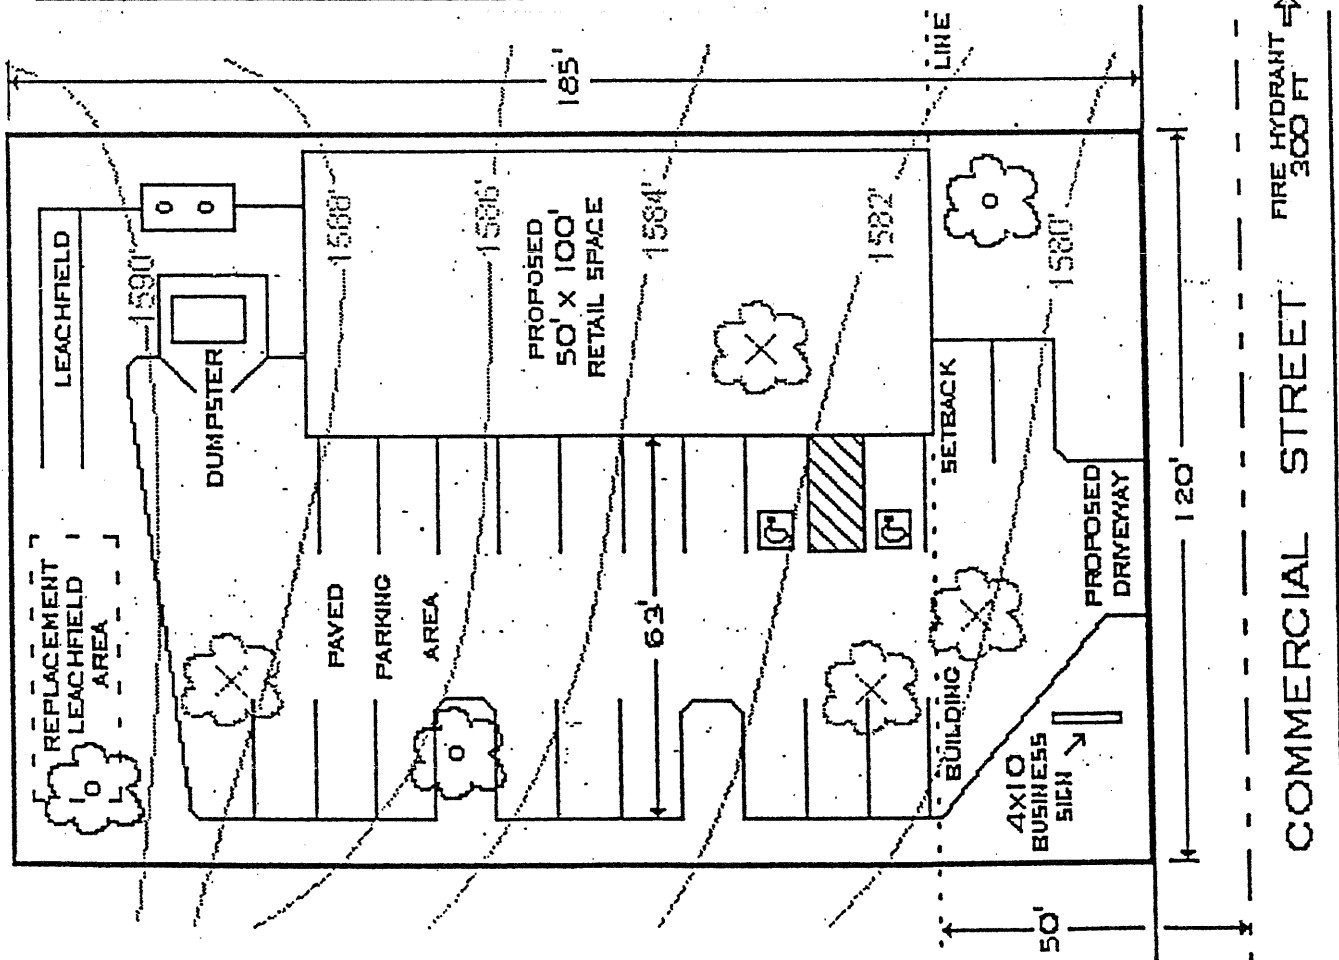 185'
LINE
FIRE HYDRANT
300 FT
LEACHFIELD
1590'
DUMPSTER
1588'
1586'
PROPOSED
50' X 100'
RETAIL SPACE
1584'
1582'
1580'
SETBACK
REPLACEMENT
LEACHFIELD
AREA
PAVED
PARKING
AREA
63'
BUILDING
PROPOSED
DRIVEWAY
4X10
BUSINESS
SIGN
120'
50'
COMMERCIAL STREET